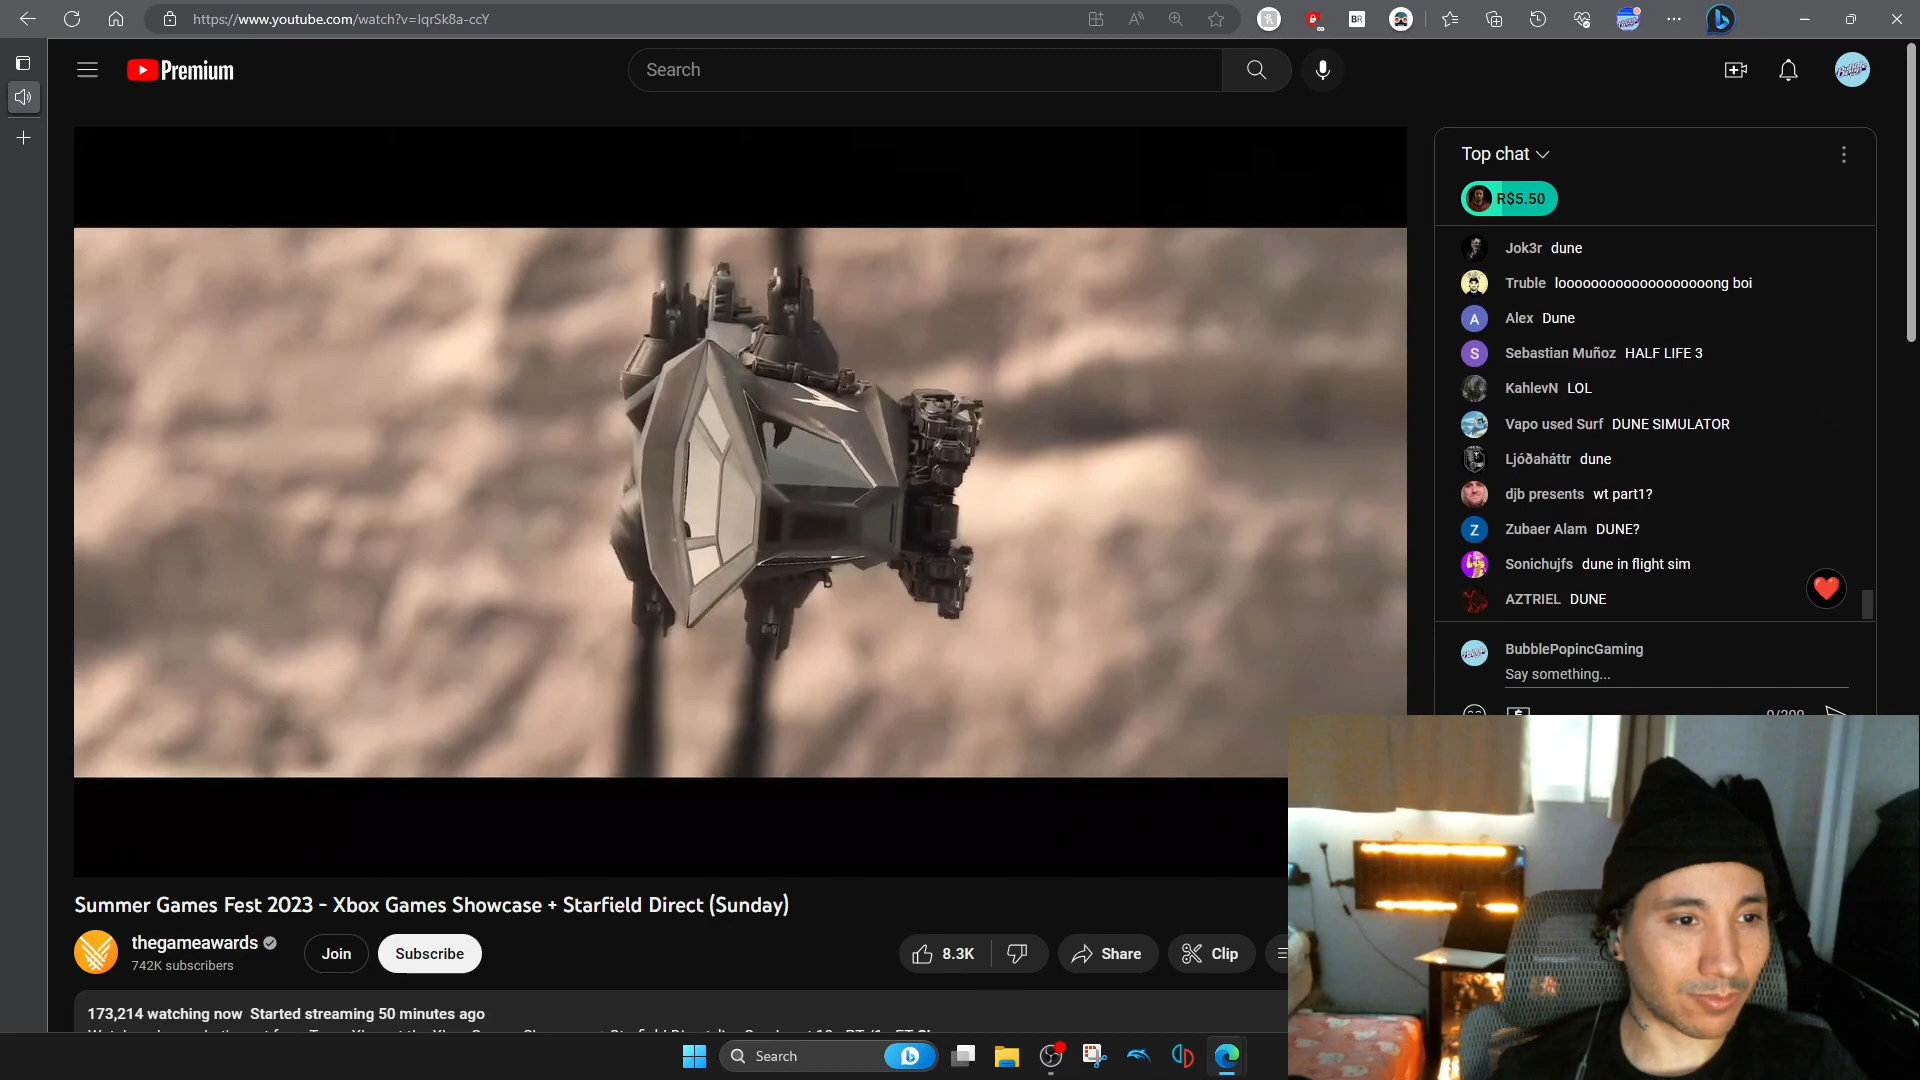 https://www.youtube.com/watch?v=IqrSk8a-ccY
Premium
Search
Top chat
R$5.50
Jok3r dune
Truble looooooooooooooooooong boi
Alex Dune
Sebastian Muñoz HALF LIFE 3
KahlevN LOL
Vapo used Surf DUNE SIMULATOR
Ljóðaháttr dune
djb presents wt part1?
Zubaer Alam DUNE?
Sonichujfs dune in flight sim
AZTRIEL DUNE
BubblePopincGaming
Say something...
0/200
Summer Games Fest 2023 - Xbox Games Showcase + Starfield Direct (Sunday)
thegameawards
742K subscribers
Join
Subscribe
8.3K
Share
Clip
173,214 watching now Started streaming 50 minutes ago
Search